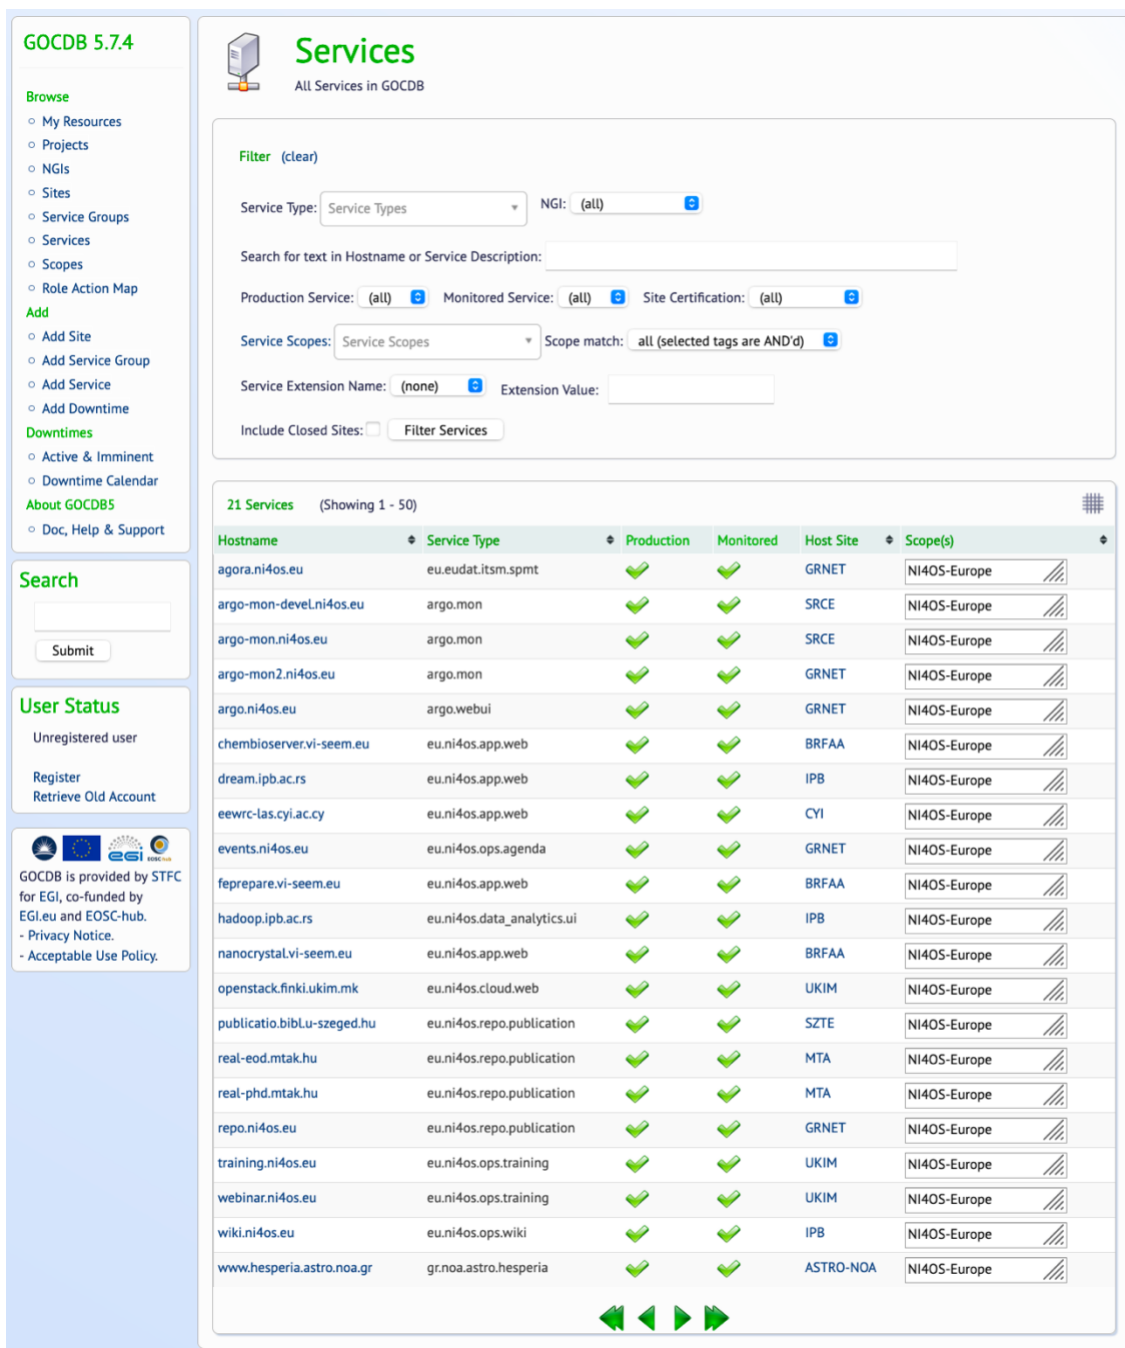 GOCDB 5.7.4
Browse
My Resources
Projects
NGIs
Sites
Service Groups
Services
Scopes
Role Action Map
Add
Add Site
Add Service Group
Add Service
Add Downtime
Downtimes
Active & Imminent
Downtime Calendar
About GOCDB5
Doc, Help & Support
Search
Submit
User Status
Unregistered user
Register
Retrieve Old Account
egi EOSC-hub
GOCDB is provided by STFC
for EGI, co-funded by
EGI.eu and EOSC-hub.
- Privacy Notice.
- Acceptable Use Policy.
Services
All Services in GOCDB
Filter (clear)
Service Type: Service Types NGI: (all)
Search for text in Hostname or Service Description:
Production Service: (all) Monitored Service: (all) Site Certification: (all)
Service Scopes: Service Scopes Scope match: all (selected tags are AND'd)
Service Extension Name: (none) Extension Value:
Include Closed Sites: Filter Services
21 Services (Showing 1 - 50)
Hostname Service Type Production Monitored Host Site Scope(s)
agora.ni4os.eu eu.eudat.itsm.spmt GRNET NI4OS-Europe
argo-mon-devel.ni4os.eu argo.mon SRCE NI4OS-Europe
argo-mon.ni4os.eu argo.mon SRCE NI4OS-Europe
argo-mon2.ni4os.eu argo.mon GRNET NI4OS-Europe
argo.ni4os.eu argo.webui GRNET NI4OS-Europe
chembioserver.vi-seem.eu eu.ni4os.app.web BRFAA NI4OS-Europe
dream.ipb.ac.rs eu.ni4os.app.web IPB NI4OS-Europe
eewrc-las.cyi.ac.cy eu.ni4os.app.web CYI NI4OS-Europe
events.ni4os.eu eu.ni4os.ops.agenda GRNET NI4OS-Europe
feprepare.vi-seem.eu eu.ni4os.app.web BRFAA NI4OS-Europe
hadoop.ipb.ac.rs eu.ni4os.data_analytics.ui IPB NI4OS-Europe
nanocrystal.vi-seem.eu eu.ni4os.app.web BRFAA NI4OS-Europe
openstack.finki.ukim.mk eu.ni4os.cloud.web UKIM NI4OS-Europe
publicatio.bibl.u-szeged.hu eu.ni4os.repo.publication SZTE NI4OS-Europe
real-eod.mtak.hu eu.ni4os.repo.publication MTA NI4OS-Europe
real-phd.mtak.hu eu.ni4os.repo.publication MTA NI4OS-Europe
repo.ni4os.eu eu.ni4os.repo.publication GRNET NI4OS-Europe
training.ni4os.eu eu.ni4os.ops.training UKIM NI4OS-Europe
webinar.ni4os.eu eu.ni4os.ops.training UKIM NI4OS-Europe
wiki.ni4os.eu eu.ni4os.ops.wiki IPB NI4OS-Europe
www.hesperia.astro.noa.gr gr.noa.astro.hesperia ASTRO-NOA NI4OS-Europe